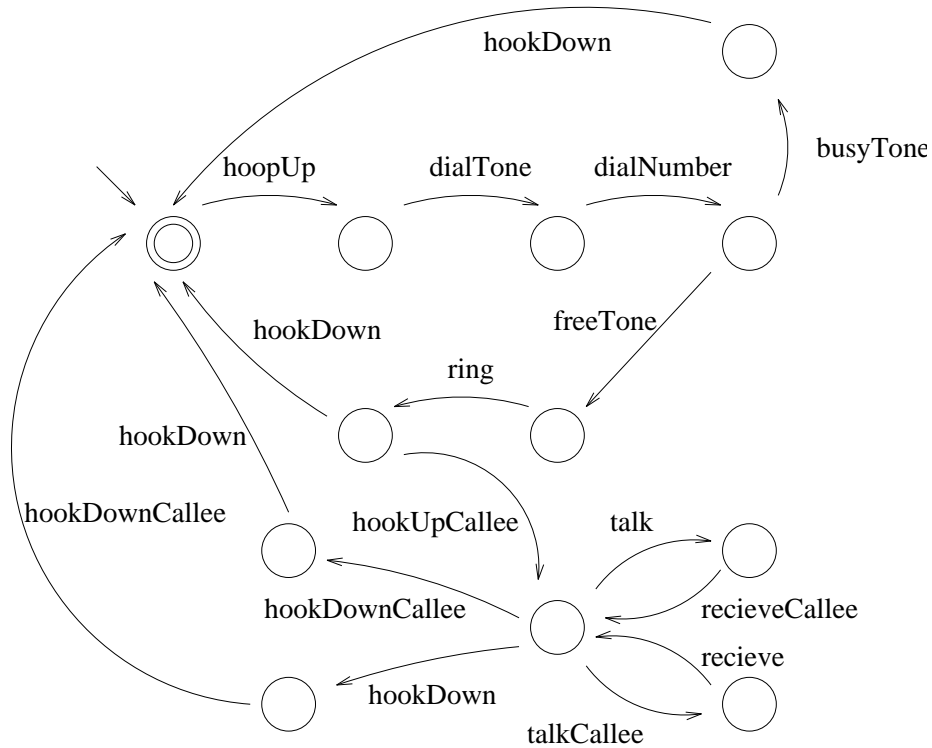 hookDown
busyTone
hoopUp
dialTone
dialNumber
freeTone
hookDown
ring
hookDown
hookDownCallee
hookUpCallee
talk
hookDownCallee
recieveCallee
recieve
hookDown
talkCallee